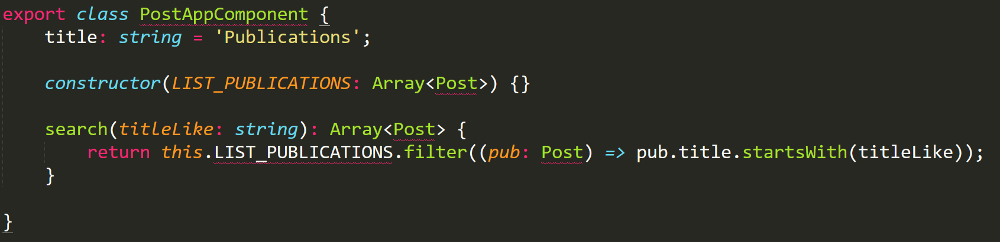 export class PostAppComponent {
    title: string = 'Publications';
    constructor(LIST_PUBLICATIONS: Array<Post>) {}
    search(titleLike: string): Array<Post> {
        return this.LIST_PUBLICATIONS.filter((pub: Post) => pub.title.startsWith(titleLike));
    }
}